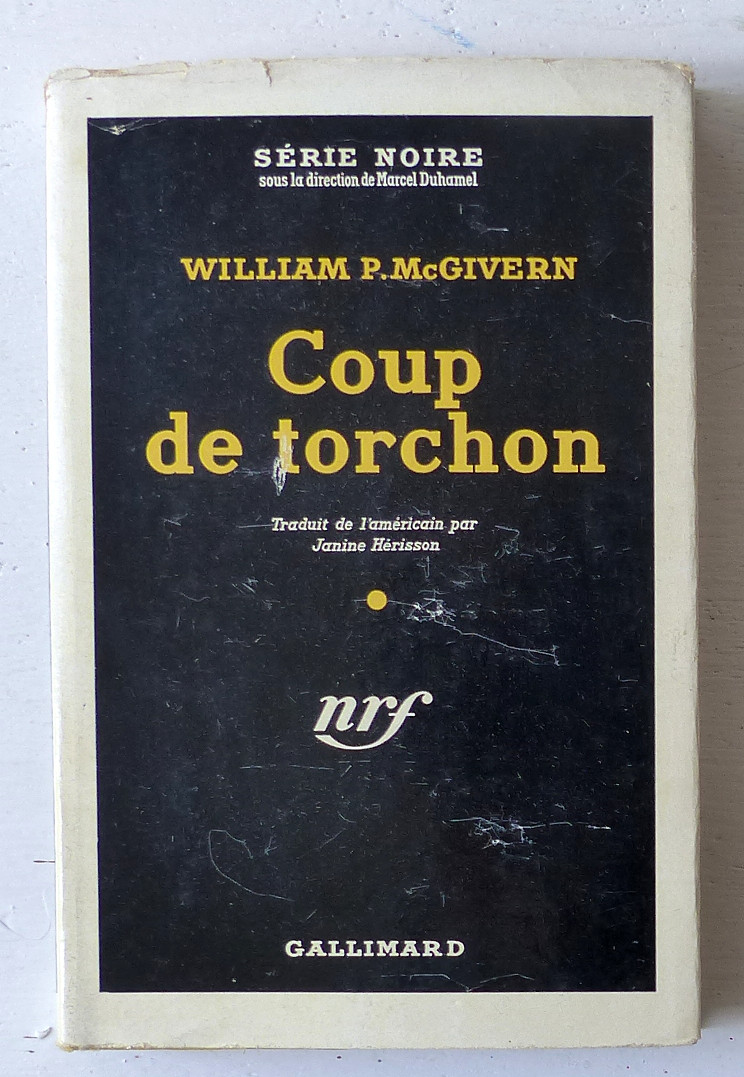 SÉRIE NOIRE
sous la direction de Marcel Duhamel
WILLIAM P. McGIVERN
Coup
de torchon
Traduit de l'américain par
Janine Hérisson
nrf
GALLIMARD